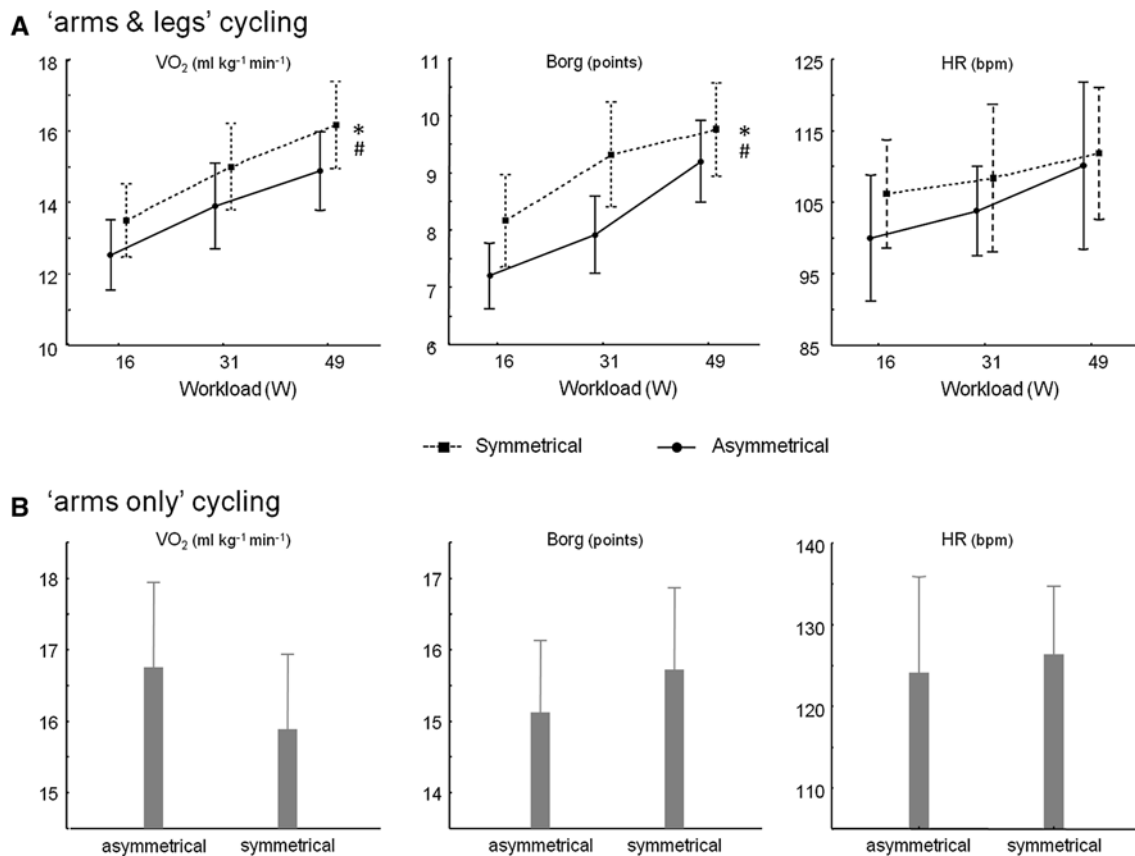 A 'arms & legs' cycling
VO₂ (ml kg⁻¹ min⁻¹)
18
16
14
12
10
16 31 49
Workload (W)
*
#
Borg (points)
11
10
9
8
7
6
16 31 49
Workload (W)
*
#
HR (bpm)
125
115
105
95
85
16 31 49
Workload (W)
Symmetrical Asymmetrical
B 'arms only' cycling
VO₂ (ml kg⁻¹ min⁻¹)
18
17
16
15
asymmetrical symmetrical
Borg (points)
17
16
15
14
asymmetrical symmetrical
HR (bpm)
140
130
120
110
asymmetrical symmetrical